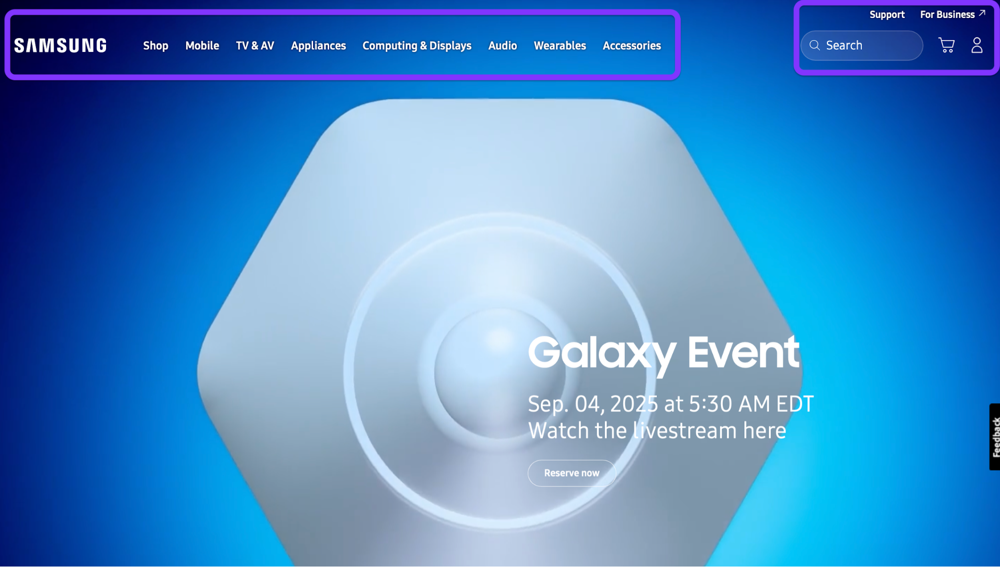 Support For Business
SAMSUNG Shop Mobile TV & AV Appliances Computing & Displays Audio Wearables Accessories Search
Galaxy Event
Sep. 04, 2025 at 5:30 AM EDT
Watch the livestream here
Feedback
Reserve now